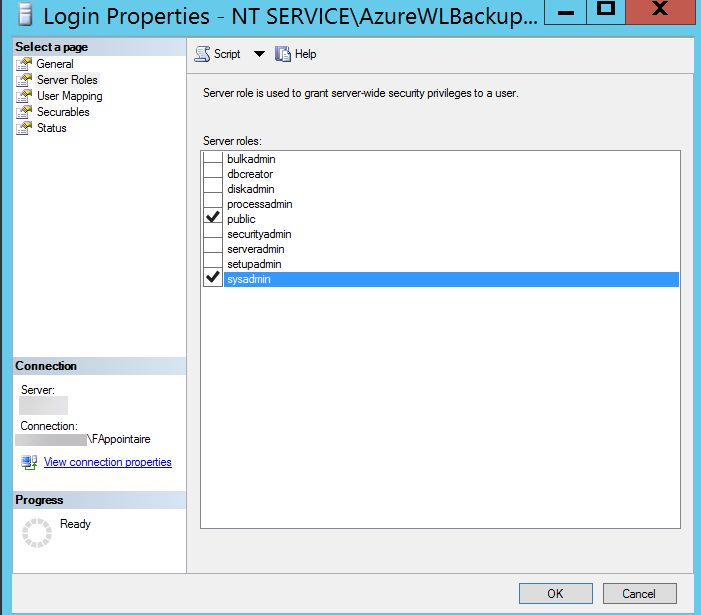 Login Properties - NT SERVICE\AzureWLBackup...
Select a page
General
Server Roles
User Mapping
Securables
Status
Script
Help
Server role is used to grant server-wide security privileges to a user.
Server roles:
bulkadmin
dbcreator
diskadmin
processadmin
public
securityadmin
serveradmin
setupadmin
sysadmin
Connection
Server:
Connection:
\FAppointaire
View connection properties
Progress
Ready
OK
Cancel